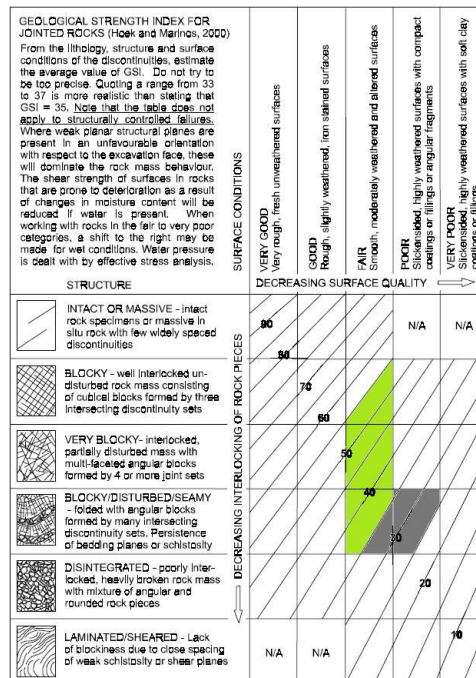 GEOLOGICAL STRENGTH INDEX FOR
JOINTED ROCKS (Hoek and Marinos, 2000)
From the lithology, structure and surface
conditions of the discontinuities, estimate
the average value of GSI. Do not try to
be too precise. Quoting a range from 33
to 37 is more realistic than stating that
GSI = 35. Note that the table does not
apply to structurally controlled failures.
Where weak planar structural planes are
present in an unfavourable orientation
with respect to the excavation face, these
will dominate the rock mass behaviour.
The shear strength of surfaces in rocks
that are prone to deterioration as a result
of changes in moisture content will be
reduced if water is present. When
working with rocks in the fair to very poor
categories, a shift to the right may be
made for wet conditions. Water pressure
is dealt with by effective stress analysis.
STRUCTURE
SURFACE CONDITIONS
VERY GOOD
Very rough, fresh unweathered surfaces
GOOD
Rough, slightly weathered, iron stained surfaces
FAIR
Smooth, moderately weathered and altered surfaces
POOR
Slickensided, highly weathered surfaces with compact
coatings or fillings or angular fragments
VERY POOR
Slickensided, highly weathered surfaces with soft clay
coatings or fillings
DECREASING SURFACE QUALITY
DECREASING INTERLOCKING OF ROCK PIECES
INTACT OR MASSIVE - intact
rock specimens or massive in
situ rock with few widely spaced
discontinuities
BLOCKY - well interlocked un-
disturbed rock mass consisting
of cubical blocks formed by three
intersecting discontinuity sets
VERY BLOCKY- interlocked,
partially disturbed mass with
multi-faceted angular blocks
formed by 4 or more joint sets
BLOCKY/DISTURBED/SEAMY
- folded with angular blocks
formed by many intersecting
discontinuity sets. Persistence
of bedding planes or schistosity
DISINTEGRATED - poorly inter-
locked, heavily broken rock mass
with mixture of angular and
rounded rock pieces
LAMINATED/SHEARED - Lack
of blockiness due to close spacing
of weak schistosity or shear planes
90
N/A
N/A
80
70
60
50
40
30
20
10
N/A
N/A